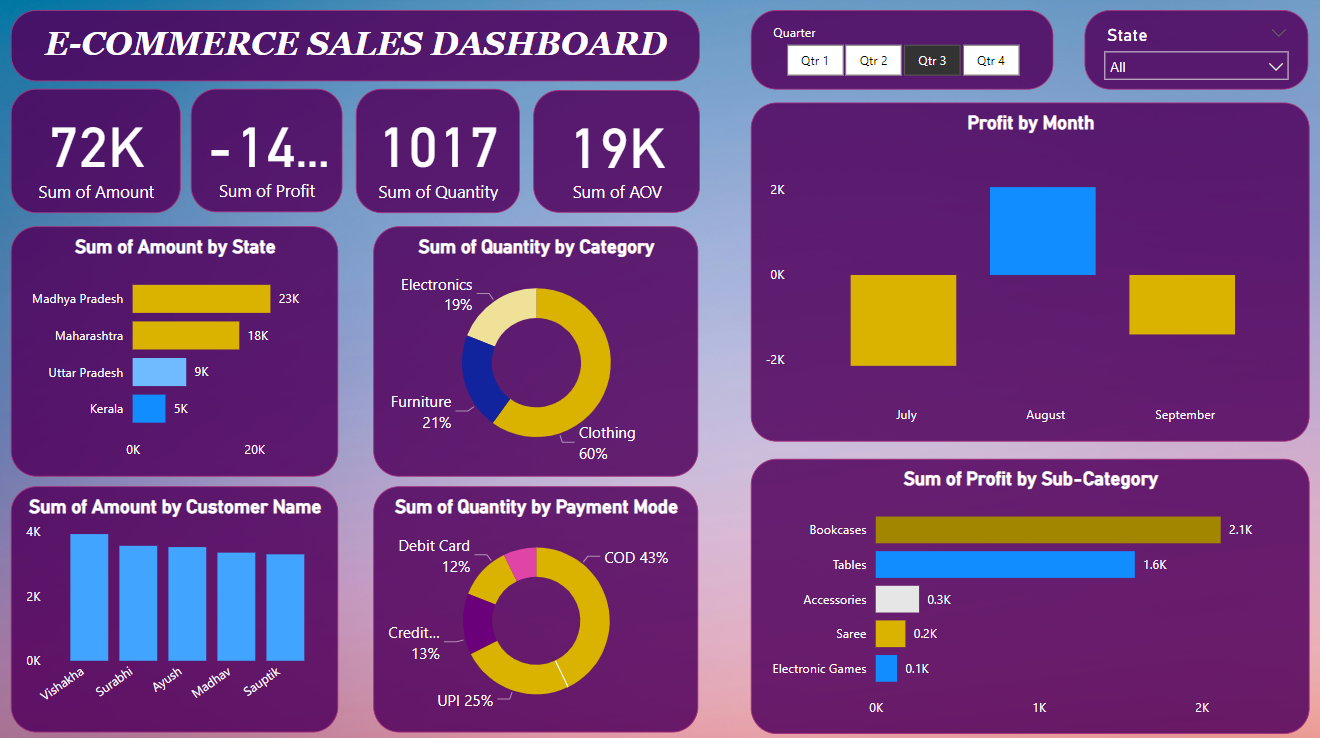 E-COMMERCE SALES DASHBOARD
Quarter
Qtr 1
Qtr 2
Qtr 3
Qtr 4
State
All
72K
Sum of Amount
-14...
Sum of Profit
1017
Sum of Quantity
19K
Sum of AOV
Profit by Month
2K
0K
-2K
July
August
September
Sum of Amount by State
Madhya Pradesh
23K
Maharashtra
18K
Uttar Pradesh
9K
Kerala
5K
0K
20K
Sum of Quantity by Category
Electronics
19%
Furniture
21%
Clothing
60%
Sum of Amount by Customer Name
4K
2K
0K
Vishakha
Surabhi
Ayush
Madhav
Sauptik
Sum of Quantity by Payment Mode
Debit Card
12%
COD 43%
Credit...
13%
UPI 25%
Sum of Profit by Sub-Category
Bookcases
2.1K
Tables
1.6K
Accessories
0.3K
Saree
0.2K
Electronic Games
0.1K
0K
1K
2K